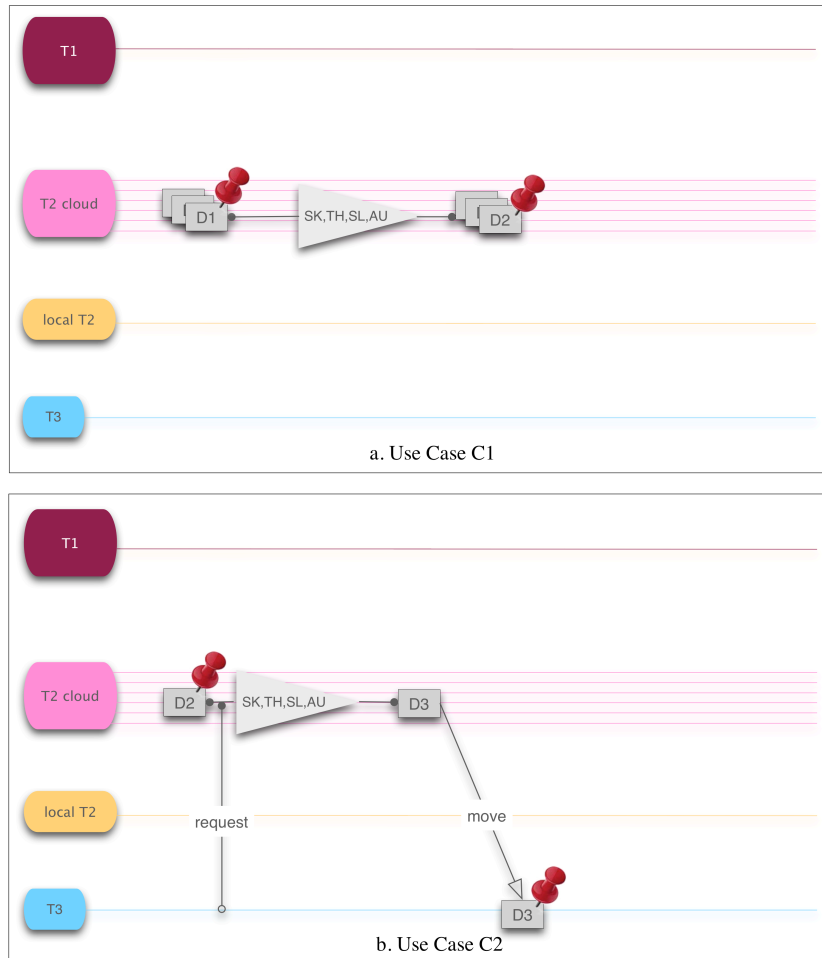 T1
T2 cloud
D1
SK,TH,SL,AU
D2
local T2
T3
a. Use Case C1
T1
T2 cloud
D2
SK,TH,SL,AU
D3
local T2
request
move
T3
D3
b. Use Case C2